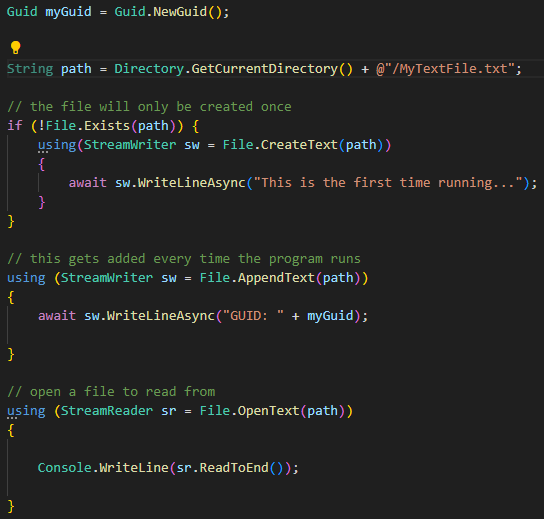 Guid myGuid = Guid.NewGuid();
String path = Directory.GetCurrentDirectory() + @"/MyTextFile.txt";
// the file will only be created once
if (!File.Exists(path)) {
    using(StreamWriter sw = File.CreateText(path))
    {
        await sw.WriteLineAsync("This is the first time running...");
    }
}
// this gets added every time the program runs
using (StreamWriter sw = File.AppendText(path))
{
    await sw.WriteLineAsync("GUID: " + myGuid);
}
// open a file to read from
using (StreamReader sr = File.OpenText(path))
{
    Console.WriteLine(sr.ReadToEnd());
}